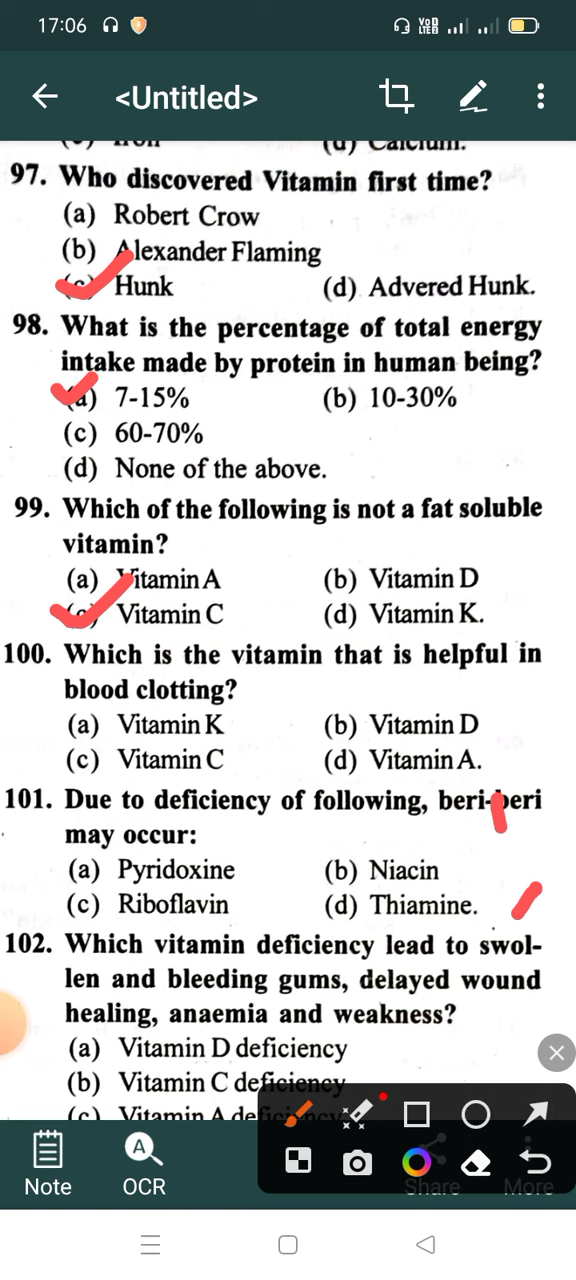 17:06 VoD LTE2
<Untitled>
(d) Calcium.
97. Who discovered Vitamin first time?
(a) Robert Crow
(b) Alexander Flaming
(c) Hunk (d) Advered Hunk.
98. What is the percentage of total energy
intake made by protein in human being?
(a) 7-15% (b) 10-30%
(c) 60-70%
(d) None of the above.
99. Which of the following is not a fat soluble
vitamin?
(a) Vitamin A (b) Vitamin D
(c) Vitamin C (d) Vitamin K.
100. Which is the vitamin that is helpful in
blood clotting?
(a) Vitamin K (b) Vitamin D
(c) Vitamin C (d) Vitamin A.
101. Due to deficiency of following, beri-beri
may occur:
(a) Pyridoxine (b) Niacin
(c) Riboflavin (d) Thiamine.
102. Which vitamin deficiency lead to swol-
len and bleeding gums, delayed wound
healing, anaemia and weakness?
(a) Vitamin D deficiency
(b) Vitamin C deficiency
(c) Vitamin A deficiency
A
Note OCR Share More